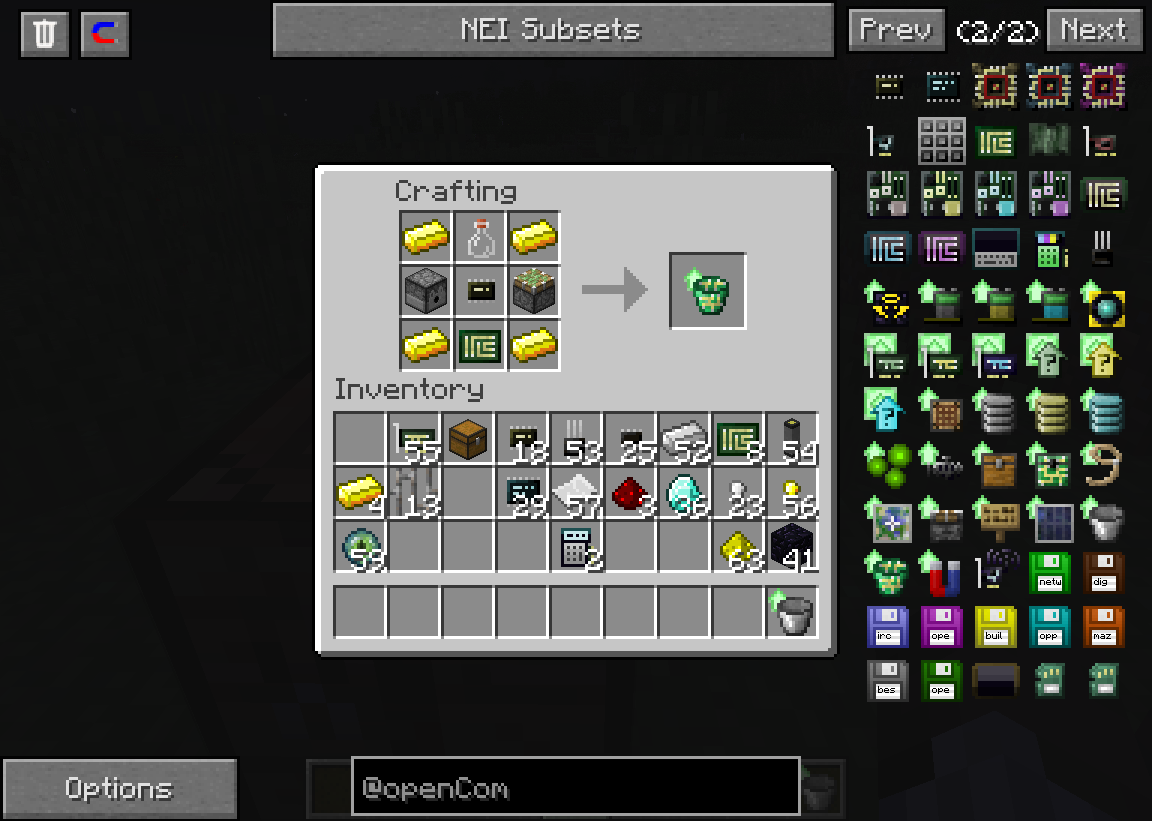 NEI Subsets
Prev (2/2) Next
Crafting
Inventory
55 18 53 25 52 8 54
4 13 29 57 3 66 23 56
53 2 63 41
netw dig
irc ope buil opp maz
bes ope
Options
@openCom